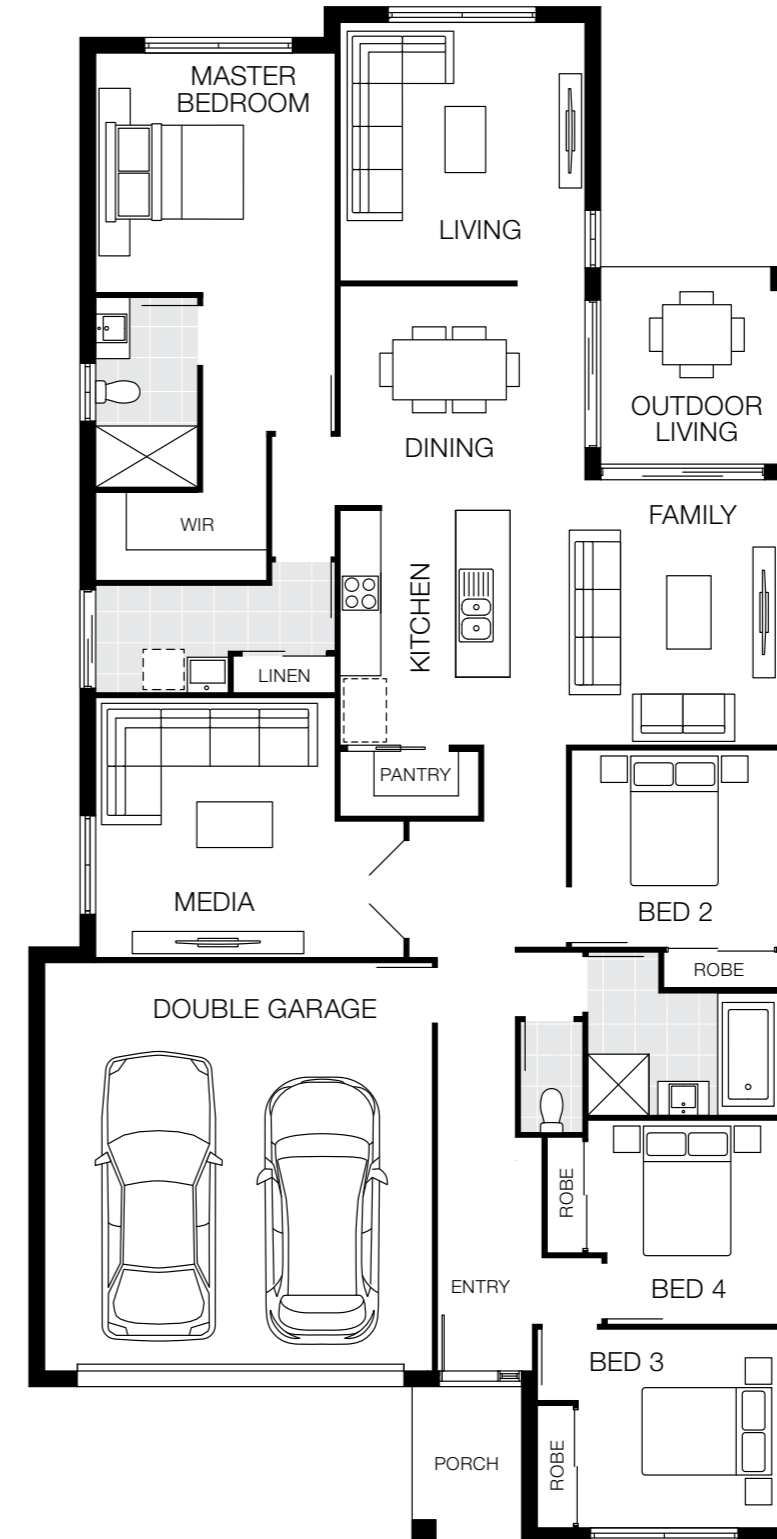 MASTER
BEDROOM
LIVING
OUTDOOR
LIVING
DINING
FAMILY
WIR
KITCHEN
LINEN
PANTRY
MEDIA
BED 2
ROBE
DOUBLE GARAGE
ROBE
ENTRY
BED 4
BED 3
PORCH
ROBE